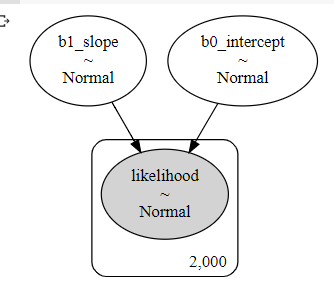 b1_slope
~
Normal
b0_intercept
~
Normal
likelihood
~
Normal
2,000